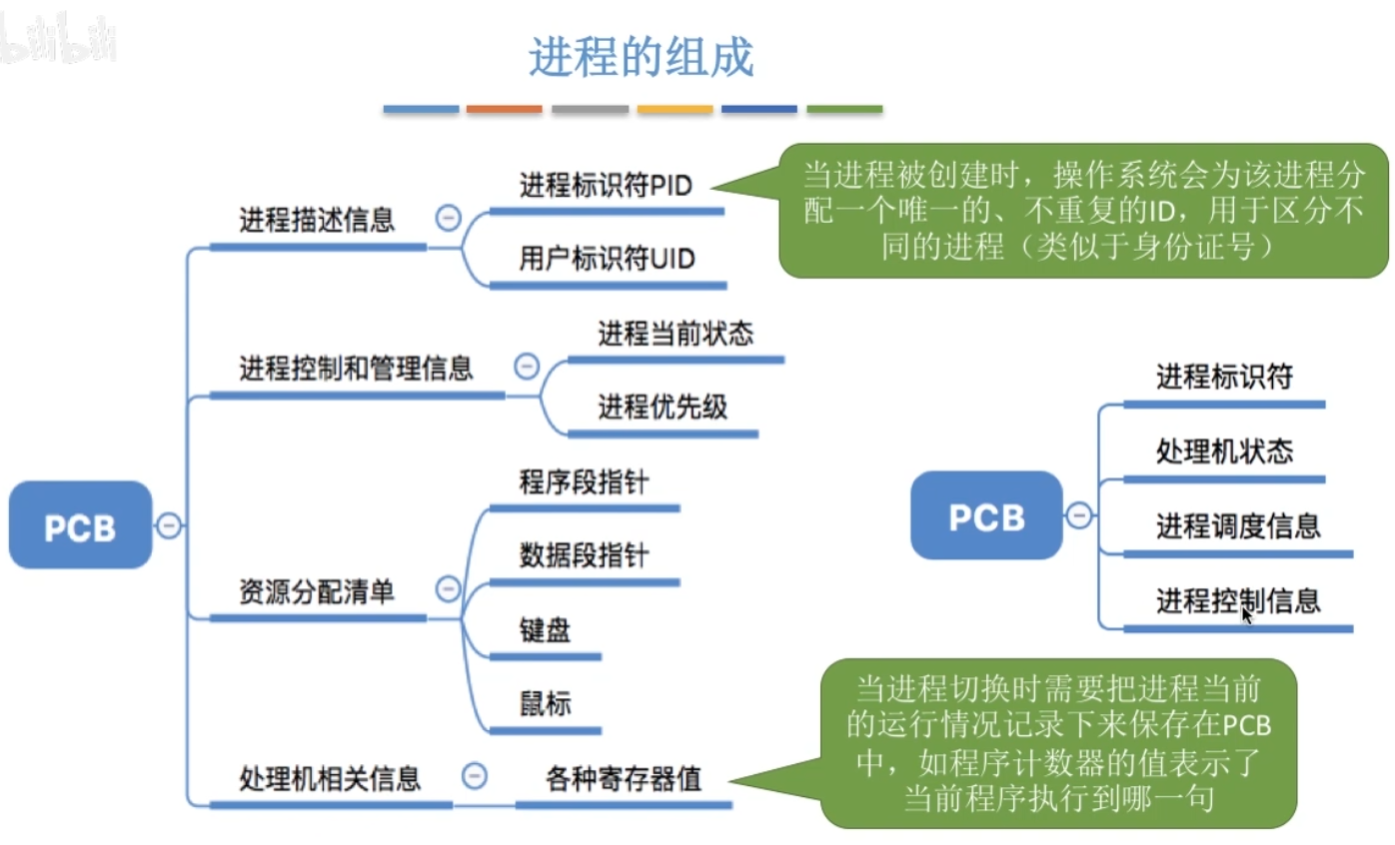 bilibili
进程的组成
进程标识符PID
当进程被创建时，操作系统会为该进程分
配一个唯一的、不重复的ID，用于区分不
同的进程（类似于身份证号）
进程描述信息
用户标识符UID
进程当前状态
进程控制和管理信息
进程优先级
PCB
程序段指针
数据段指针
资源分配清单
键盘
鼠标
处理机相关信息
各种寄存器值
PCB
进程标识符
处理机状态
进程调度信息
进程控制信息
当进程切换时需要把进程当前
的运行情况记录下来保存在PCB
中，如程序计数器的值表示了
当前程序执行到哪一句